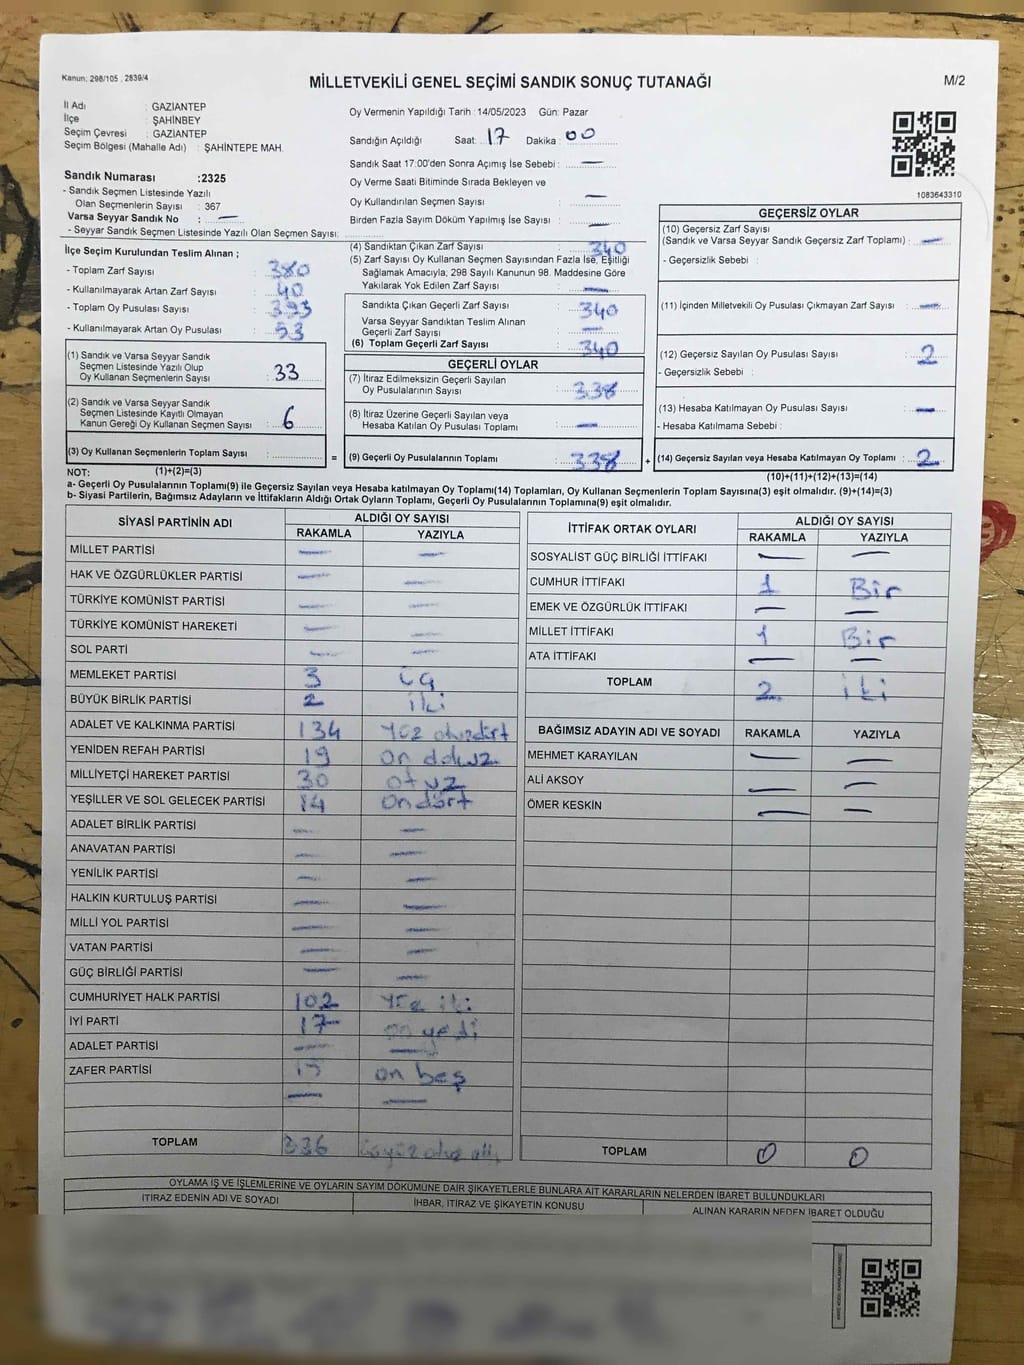 Kanun: 298/105 , 2839/4
MİLLETVEKİLİ GENEL SEÇİMİ SANDIK SONUÇ TUTANAĞI
M/2
İl Adı : GAZİANTEP
İlçe : ŞAHİNBEY
Seçim Çevresi : GAZİANTEP
Seçim Bölgesi (Mahalle Adı) : ŞAHİNTEPE MAH.
Oy Vermenin Yapıldığı Tarih : 14/05/2023 Gün: Pazar
Sandığın Açıldığı Saat: 17 Dakika : 00
Sandık Saat 17:00'den Sonra Açımış İse Sebebi : —
Oy Verme Saati Bitiminde Sırada Bekleyen ve
Oy Kullandırılan Seçmen Sayısı : —
Birden Fazla Sayım Döküm Yapılmış İse Sayısı : —
1083643310
Sandık Numarası :2325
- Sandık Seçmen Listesinde Yazılı
Olan Seçmenlerin Sayısı : 367
Varsa Seyyar Sandık No : —
- Seyyar Sandık Seçmen Listesinde Yazılı Olan Seçmen Sayısı:
İlçe Seçim Kurulundan Teslim Alınan ;
- Toplam Zarf Sayısı : 380
- Kullanılmayarak Artan Zarf Sayısı : 40
- Toplam Oy Pusulası Sayısı : 393
- Kullanılmayarak Artan Oy Pusulası : 53
(1) Sandık ve Varsa Seyyar Sandık
Seçmen Listesinde Yazılı Olup
Oy Kullanan Seçmenlerin Sayısı : 33
(2) Sandık ve Varsa Seyyar Sandık
Seçmen Listesinde Kayıtlı Olmayan
Kanun Gereği Oy Kullanan Seçmen Sayısı : 6
(3) Oy Kullanan Seçmenlerin Toplam Sayısı :
(4) Sandıktan Çıkan Zarf Sayısı : 340
(5) Zarf Sayısı Oy Kullanan Seçmen Sayısından Fazla İse, Eşitliği
Sağlamak Amacıyla, 298 Sayılı Kanunun 98. Maddesine Göre
Yakılarak Yok Edilen Zarf Sayısı : —
Sandıkta Çıkan Geçerli Zarf Sayısı : 340
Varsa Seyyar Sandıktan Teslim Alınan
Geçerli Zarf Sayısı : —
(6) Toplam Geçerli Zarf Sayısı : 340
GEÇERLİ OYLAR
(7) İtiraz Edilmeksizin Geçerli Sayılan
Oy Pusulalarının Sayısı : 338
(8) İtiraz Üzerine Geçerli Sayılan veya
Hesaba Katılan Oy Pusulası Toplamı : —
= (9) Geçerli Oy Pusulalarının Toplamı : 338
GEÇERSİZ OYLAR
(10) Geçersiz Zarf Sayısı
(Sandık ve Varsa Seyyar Sandık Geçersiz Zarf Toplamı) : —
- Geçersizlik Sebebi :
(11) İçinden Milletvekili Oy Pusulası Çıkmayan Zarf Sayısı : —
(12) Geçersiz Sayılan Oy Pusulası Sayısı : 2
- Geçersizlik Sebebi :
(13) Hesaba Katılmayan Oy Pusulası Sayısı : —
- Hesaba Katılmama Sebebi :
+ (14) Geçersiz Sayılan veya Hesaba Katılmayan Oy Toplamı : 2
NOT: (1)+(2)=(3)
(10)+(11)+(12)+(13)=(14)
a- Geçerli Oy Pusulalarının Toplamı(9) ile Geçersiz Sayılan veya Hesaba katılmayan Oy Toplamı(14) Toplamları, Oy Kullanan Seçmenlerin Toplam Sayısına(3) eşit olmalıdır. (9)+(14)=(3)
b- Siyasi Partilerin, Bağımsız Adayların ve İttifakların Aldığı Ortak Oyların Toplamı, Geçerli Oy Pusulalarının Toplamına(9) eşit olmalıdır.
SİYASİ PARTİNİN ADI ALDIĞI OY SAYISI
RAKAMLA YAZIYLA
MİLLET PARTİSİ — —
HAK VE ÖZGÜRLÜKLER PARTİSİ — —
TÜRKİYE KOMÜNİST PARTİSİ — —
TÜRKİYE KOMÜNİST HAREKETİ — —
SOL PARTİ — —
MEMLEKET PARTİSİ 3
BÜYÜK BİRLİK PARTİSİ 2 iki
ADALET VE KALKINMA PARTİSİ 134
YENİDEN REFAH PARTİSİ 19 on dokuz
MİLLİYETÇİ HAREKET PARTİSİ 30 otuz
YEŞİLLER VE SOL GELECEK PARTİSİ 14 on dört
ADALET BİRLİK PARTİSİ — —
ANAVATAN PARTİSİ — —
YENİLİK PARTİSİ — —
HALKIN KURTULUŞ PARTİSİ — —
MİLLİ YOL PARTİSİ — —
VATAN PARTİSİ — —
GÜÇ BİRLİĞİ PARTİSİ — —
CUMHURİYET HALK PARTİSİ 102 yüz iki
İYİ PARTİ 17 on yedi
ADALET PARTİSİ — —
ZAFER PARTİSİ 15 on beş
— —
TOPLAM 336 üçyüz otuz altı
İTTİFAK ORTAK OYLARI ALDIĞI OY SAYISI
RAKAMLA YAZIYLA
SOSYALİST GÜÇ BİRLİĞİ İTTİFAKI — —
CUMHUR İTTİFAKI 1 Bir
EMEK VE ÖZGÜRLÜK İTTİFAKI — —
MİLLET İTTİFAKI 1 Bir
ATA İTTİFAKI — —
TOPLAM 2 iki
BAĞIMSIZ ADAYIN ADI VE SOYADI RAKAMLA YAZIYLA
MEHMET KARAYILAN — —
ALİ AKSOY — —
ÖMER KESKİN — —
TOPLAM 0 0
OYLAMA İŞ VE İŞLEMLERİNE VE OYLARIN SAYIM DÖKÜMÜNE DAİR ŞİKAYETLERLE BUNLARA AİT KARARLARIN NELERDEN İBARET BULUNDUKLARI
İTİRAZ EDENİN ADI VE SOYADI İHBAR, İTİRAZ VE ŞİKAYETİN KONUSU ALINAN KARARIN NEDEN İBARET OLDUĞU